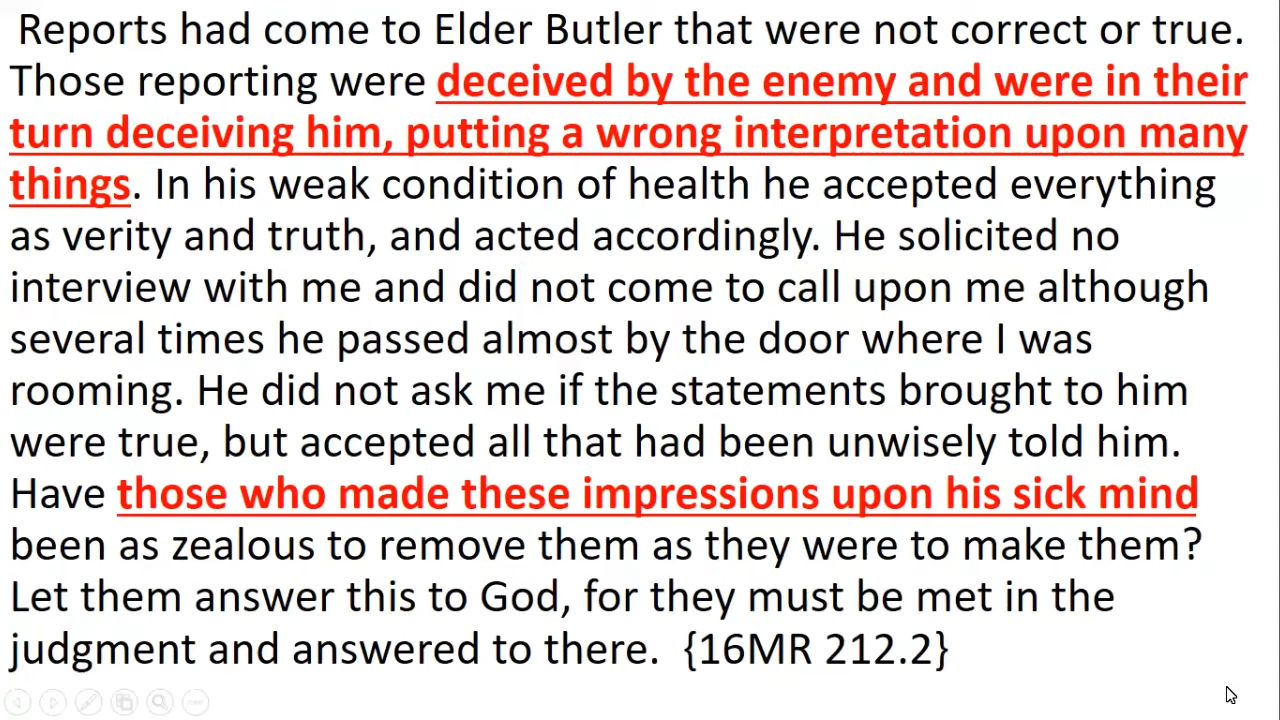 Reports had come to Elder Butler that were not correct or true.
Those reporting were deceived by the enemy and were in their
turn deceiving him, putting a wrong interpretation upon many
things. In his weak condition of health he accepted everything
as verity and truth, and acted accordingly. He solicited no
interview with me and did not come to call upon me although
several times he passed almost by the door where I was
rooming. He did not ask me if the statements brought to him
were true, but accepted all that had been unwisely told him.
Have those who made these impressions upon his sick mind
been as zealous to remove them as they were to make them?
Let them answer this to God, for they must be met in the
judgment and answered to there.  {16MR 212.2}